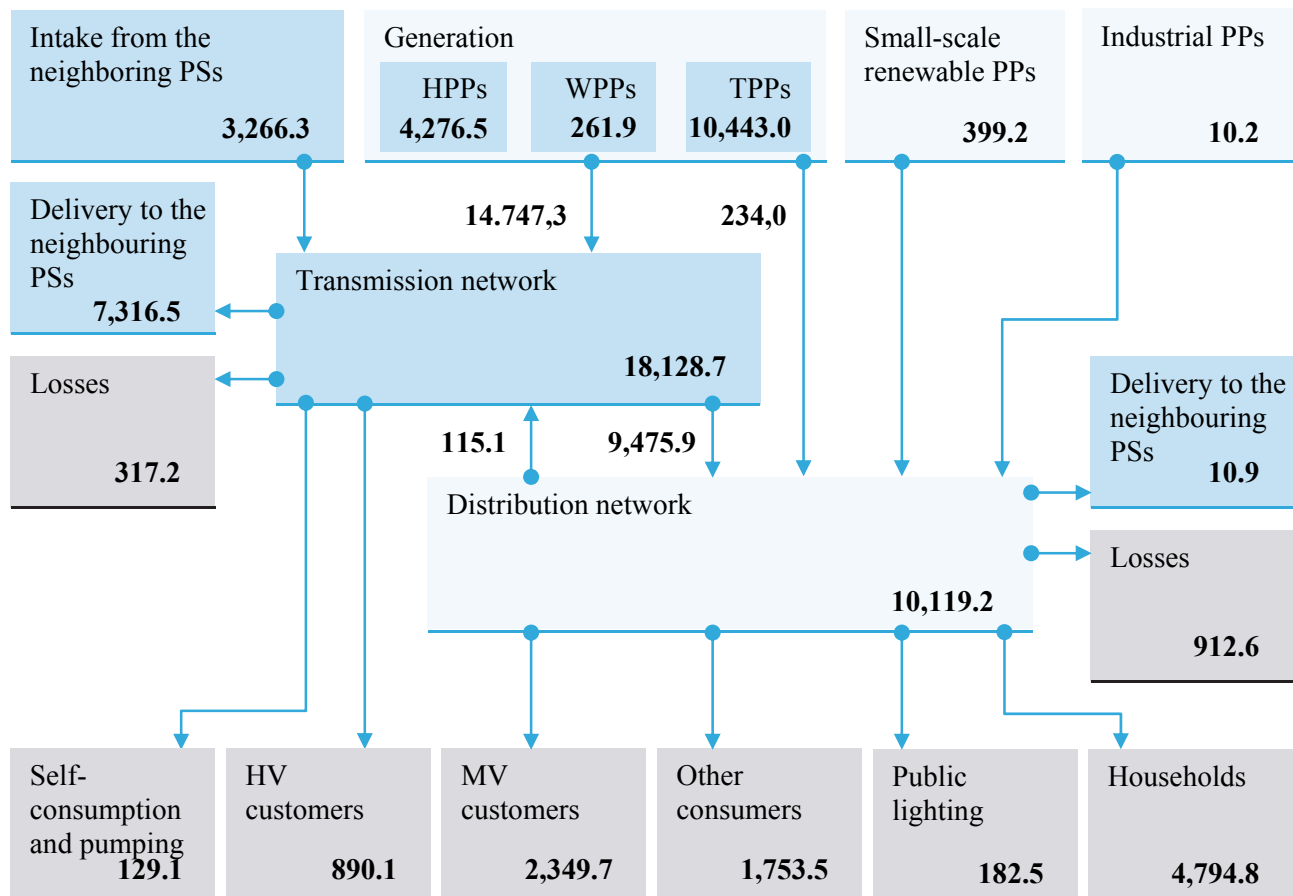 Intake from the
neighboring PSs
3,266.3
Generation
HPPs
4,276.5
WPPs
261.9
TPPs
10,443.0
Small-scale
renewable PPs
399.2
Industrial PPs
10.2
14.747,3
234,0
Delivery to the
neighbouring
PSs
7,316.5
Transmission network
18,128.7
Losses
317.2
115.1
9,475.9
Delivery to the
neighbouring
PSs
10.9
Distribution network
10,119.2
Losses
912.6
Self-
consumption
and pumping
129.1
HV
customers
890.1
MV
customers
2,349.7
Other
consumers
1,753.5
Public
lighting
182.5
Households
4,794.8